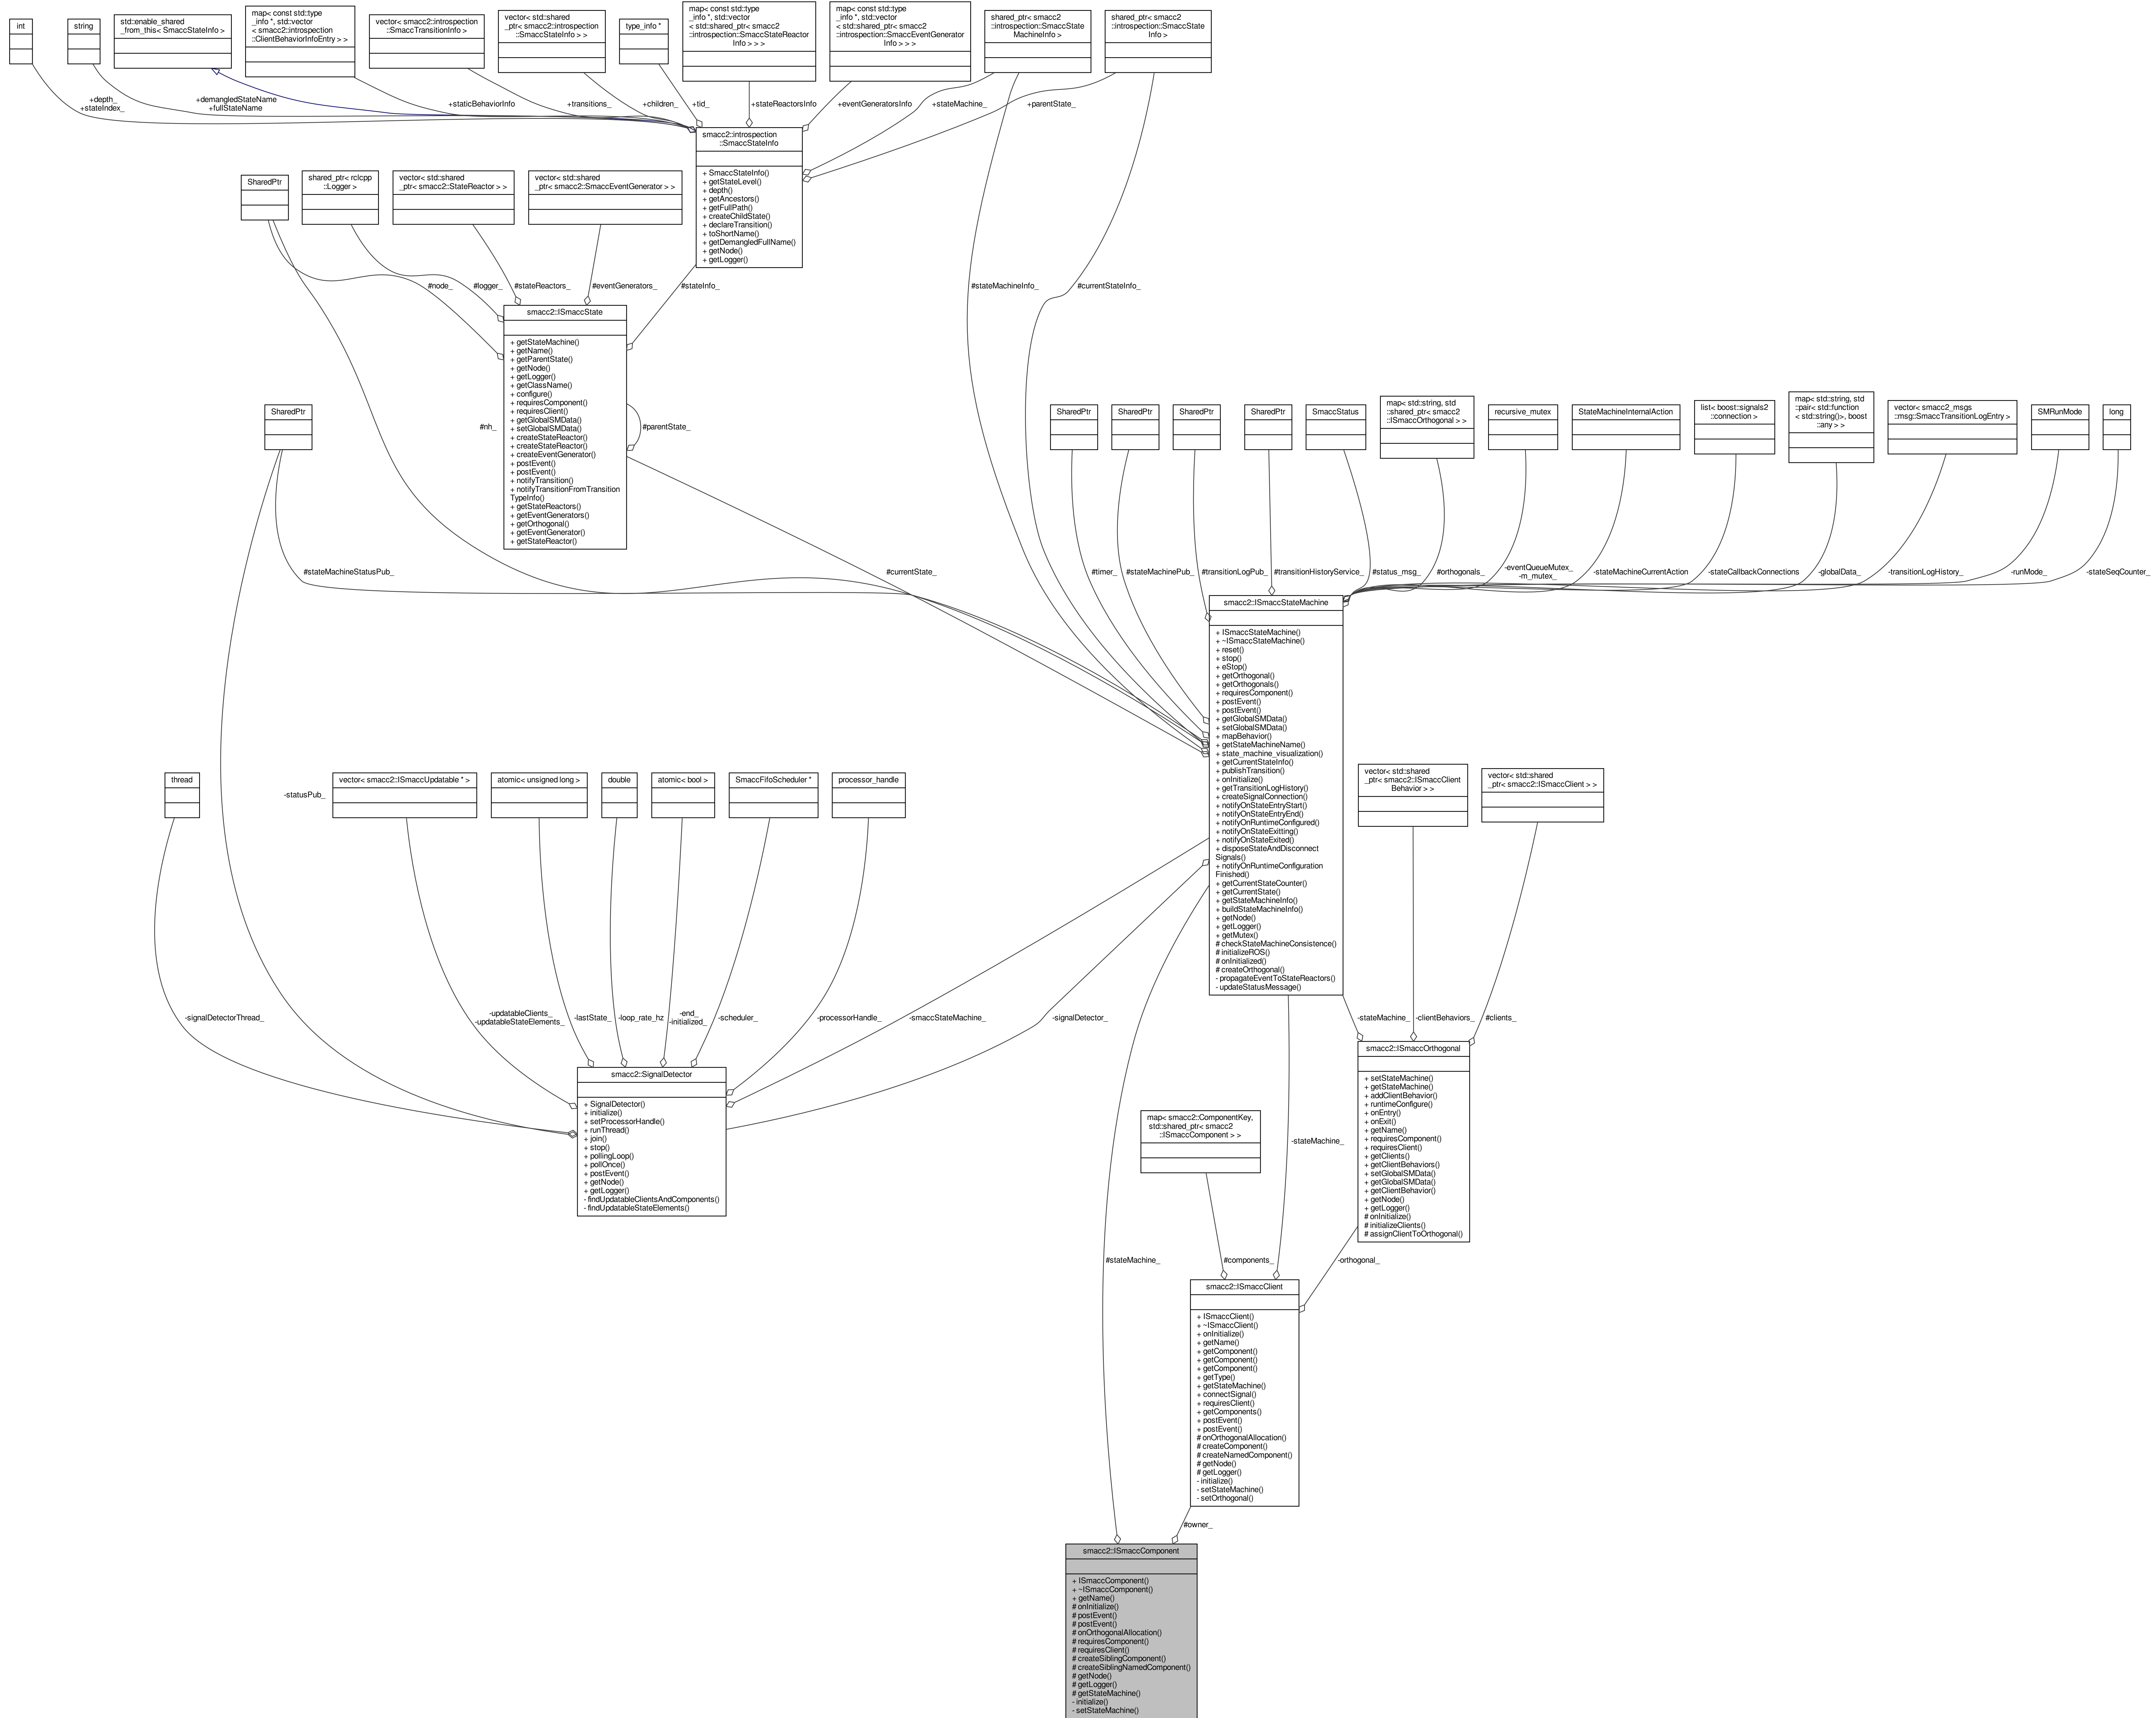 int
string
std::enable_shared
_from_this< SmaccStateInfo >
map< const std::type
_info *, std::vector
< smacc2::introspection
::ClientBehaviorInfoEntry > >
vector< smacc2::introspection
::SmaccTransitionInfo >
vector< std::shared
_ptr< smacc2::introspection
::SmaccStateInfo > >
type_info *
map< const std::type
_info *, std::vector
< std::shared_ptr< smacc2
::introspection::SmaccStateReactor
Info > > >
map< const std::type
_info *, std::vector
< std::shared_ptr< smacc2
::introspection::SmaccEventGenerator
Info > > >
shared_ptr< smacc2
::introspection::SmaccState
MachineInfo >
shared_ptr< smacc2
::introspection::SmaccState
Info >
+depth_
+stateIndex_
+demangledStateName
+fullStateName
+staticBehaviorInfo
+transitions_
+children_
+tid_
+stateReactorsInfo
+eventGeneratorsInfo
+stateMachine_
+parentState_
smacc2::introspection
::SmaccStateInfo
+ SmaccStateInfo()
+ getStateLevel()
+ depth()
+ getAncestors()
+ getFullPath()
+ createChildState()
+ declareTransition()
+ toShortName()
+ getDemangledFullName()
+ getNode()
+ getLogger()
SharedPtr
shared_ptr< rclcpp
::Logger >
vector< std::shared
_ptr< smacc2::StateReactor > >
vector< std::shared
_ptr< smacc2::SmaccEventGenerator > >
#node_
#logger_
#stateReactors_
#eventGenerators_
#stateInfo_
#stateMachineInfo_
#currentStateInfo_
smacc2::ISmaccState
+ getStateMachine()
+ getName()
+ getParentState()
+ getNode()
+ getLogger()
+ getClassName()
+ configure()
+ requiresComponent()
+ requiresClient()
+ getGlobalSMData()
+ setGlobalSMData()
+ createStateReactor()
+ createStateReactor()
+ createEventGenerator()
+ postEvent()
+ postEvent()
+ notifyTransition()
+ notifyTransitionFromTransition
TypeInfo()
+ getStateReactors()
+ getEventGenerators()
+ getOrthogonal()
+ getEventGenerator()
+ getStateReactor()
#parentState_
#nh_
SharedPtr
SharedPtr
SharedPtr
SharedPtr
SharedPtr
SmaccStatus
map< std::string, std
::shared_ptr< smacc2
::ISmaccOrthogonal > >
recursive_mutex
StateMachineInternalAction
list< boost::signals2
::connection >
map< std::string, std
::pair< std::function
< std::string()>, boost
::any > >
vector< smacc2_msgs
::msg::SmaccTransitionLogEntry >
SMRunMode
long
#stateMachineStatusPub_
#currentState_
#timer_
#stateMachinePub_
#transitionLogPub_
#transitionHistoryService_
#status_msg_
#orthogonals_
-eventQueueMutex_
-m_mutex_
-stateMachineCurrentAction
-stateCallbackConnections
-globalData_
-transitionLogHistory_
-runMode_
-stateSeqCounter_
smacc2::ISmaccStateMachine
+ ISmaccStateMachine()
+ ~ISmaccStateMachine()
+ reset()
+ stop()
+ eStop()
+ getOrthogonal()
+ getOrthogonals()
+ requiresComponent()
+ postEvent()
+ postEvent()
+ getGlobalSMData()
+ setGlobalSMData()
+ mapBehavior()
+ getStateMachineName()
+ state_machine_visualization()
+ getCurrentStateInfo()
+ publishTransition()
+ onInitialize()
+ getTransitionLogHistory()
+ createSignalConnection()
+ notifyOnStateEntryStart()
+ notifyOnStateEntryEnd()
+ notifyOnRuntimeConfigured()
+ notifyOnStateExitting()
+ notifyOnStateExited()
+ disposeStateAndDisconnect
Signals()
+ notifyOnRuntimeConfiguration
Finished()
+ getCurrentStateCounter()
+ getCurrentState()
+ getStateMachineInfo()
+ buildStateMachineInfo()
+ getNode()
+ getLogger()
+ getMutex()
# checkStateMachineConsistence()
# initializeROS()
# onInitialized()
# createOrthogonal()
- propagateEventToStateReactors()
- updateStatusMessage()
thread
-statusPub_
vector< smacc2::ISmaccUpdatable * >
atomic< unsigned long >
double
atomic< bool >
SmaccFifoScheduler *
processor_handle
vector< std::shared
_ptr< smacc2::ISmaccClient
Behavior > >
vector< std::shared
_ptr< smacc2::ISmaccClient > >
-signalDetectorThread_
-updatableClients_
-updatableStateElements_
-lastState_
-loop_rate_hz
-end_
-initialized_
-scheduler_
-processorHandle_
-smaccStateMachine_
-signalDetector_
-stateMachine_
-clientBehaviors_
#clients_
smacc2::SignalDetector
+ SignalDetector()
+ initialize()
+ setProcessorHandle()
+ runThread()
+ join()
+ stop()
+ pollingLoop()
+ pollOnce()
+ postEvent()
+ getNode()
+ getLogger()
- findUpdatableClientsAndComponents()
- findUpdatableStateElements()
smacc2::ISmaccOrthogonal
+ setStateMachine()
+ getStateMachine()
+ addClientBehavior()
+ runtimeConfigure()
+ onEntry()
+ onExit()
+ getName()
+ requiresComponent()
+ requiresClient()
+ getClients()
+ getClientBehaviors()
+ setGlobalSMData()
+ getGlobalSMData()
+ getClientBehavior()
+ getNode()
+ getLogger()
# onInitialize()
# initializeClients()
# assignClientToOrthogonal()
map< smacc2::ComponentKey,
std::shared_ptr< smacc2
::ISmaccComponent > >
-stateMachine_
#stateMachine_
#components_
-orthogonal_
smacc2::ISmaccClient
+ ISmaccClient()
+ ~ISmaccClient()
+ onInitialize()
+ getName()
+ getComponent()
+ getComponent()
+ getComponent()
+ getType()
+ getStateMachine()
+ connectSignal()
+ requiresClient()
+ getComponents()
+ postEvent()
+ postEvent()
# onOrthogonalAllocation()
# createComponent()
# createNamedComponent()
# getNode()
# getLogger()
- initialize()
- setStateMachine()
- setOrthogonal()
#owner_
smacc2::ISmaccComponent
+ ISmaccComponent()
+ ~ISmaccComponent()
+ getName()
# onInitialize()
# postEvent()
# postEvent()
# onOrthogonalAllocation()
# requiresComponent()
# requiresClient()
# createSiblingComponent()
# createSiblingNamedComponent()
# getNode()
# getLogger()
# getStateMachine()
- initialize()
- setStateMachine()